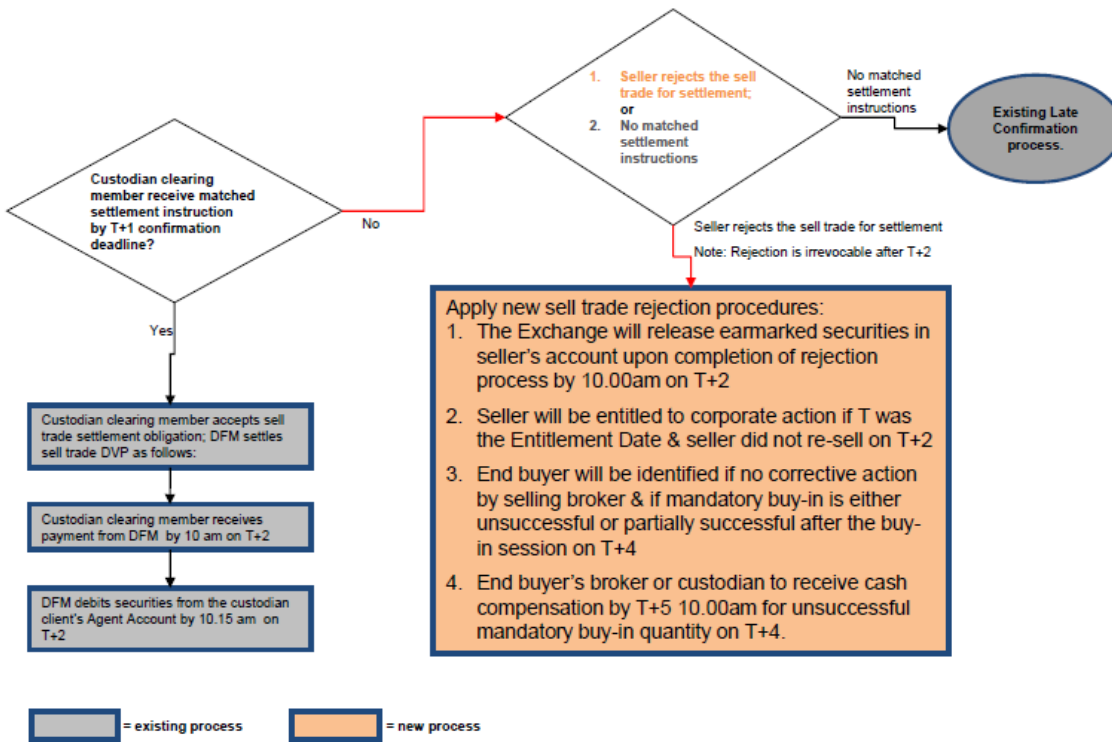 1. Seller rejects the sell
trade for settlement;
or
2. No matched
settlement
instructions
No matched
settlement
instructions
Existing Late
Confirmation
process.
Custodian clearing
member receive matched
settlement instruction
by T+1 confirmation
deadline?
No
Seller rejects the sell trade for settlement
Note: Rejection is irrevocable after T+2
Yes
Apply new sell trade rejection procedures:
1. The Exchange will release earmarked securities in
seller's account upon completion of rejection
process by 10.00am on T+2
2. Seller will be entitled to corporate action if T was
the Entitlement Date & seller did not re-sell on T+2
3. End buyer will be identified if no corrective action
by selling broker & if mandatory buy-in is either
unsuccessful or partially successful after the buy-
in session on T+4
4. End buyer's broker or custodian to receive cash
compensation by T+5 10.00am for unsuccessful
mandatory buy-in quantity on T+4.
Custodian clearing member accepts sell
trade settlement obligation; DFM settles
sell trade DVP as follows:
Custodian clearing member receives
payment from DFM by 10 am on T+2
DFM debits securities from the custodian
client's Agent Account by 10.15 am on
T+2
= existing process
= new process